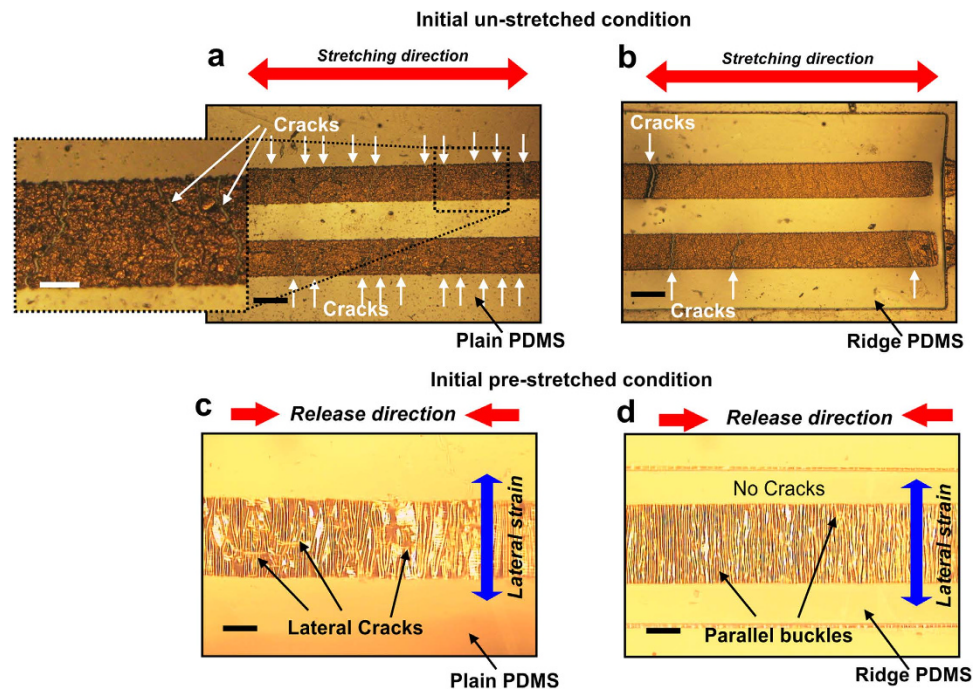 Initial un-stretched condition
a
Stretching direction
Cracks
Cracks
Plain PDMS
b
Stretching direction
Cracks
Cracks
Ridge PDMS
Initial pre-stretched condition
c
Release direction
Lateral strain
Lateral Cracks
Plain PDMS
d
Release direction
No Cracks
Lateral strain
Parallel buckles
Ridge PDMS